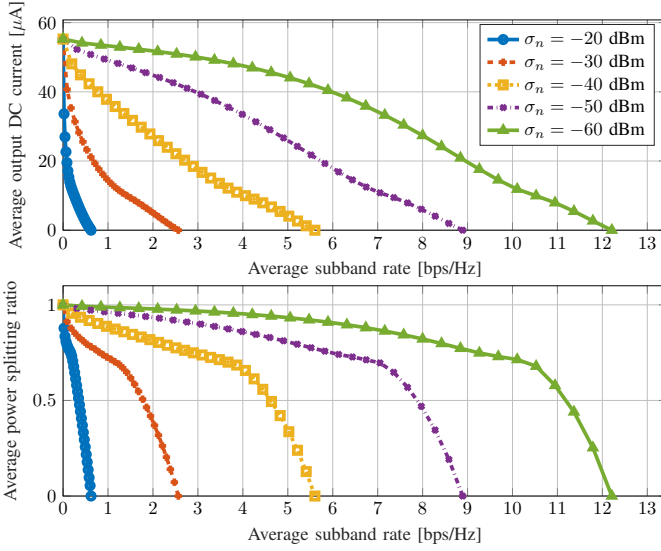 Average output DC current [μA]
60
40
20
0
0 1 2 3 4 5 6 7 8 9 10 11 12 13
Average subband rate [bps/Hz]
σn = −20 dBm
σn = −30 dBm
σn = −40 dBm
σn = −50 dBm
σn = −60 dBm
Average power splitting ratio
1
0.5
0
0 1 2 3 4 5 6 7 8 9 10 11 12 13
Average subband rate [bps/Hz]